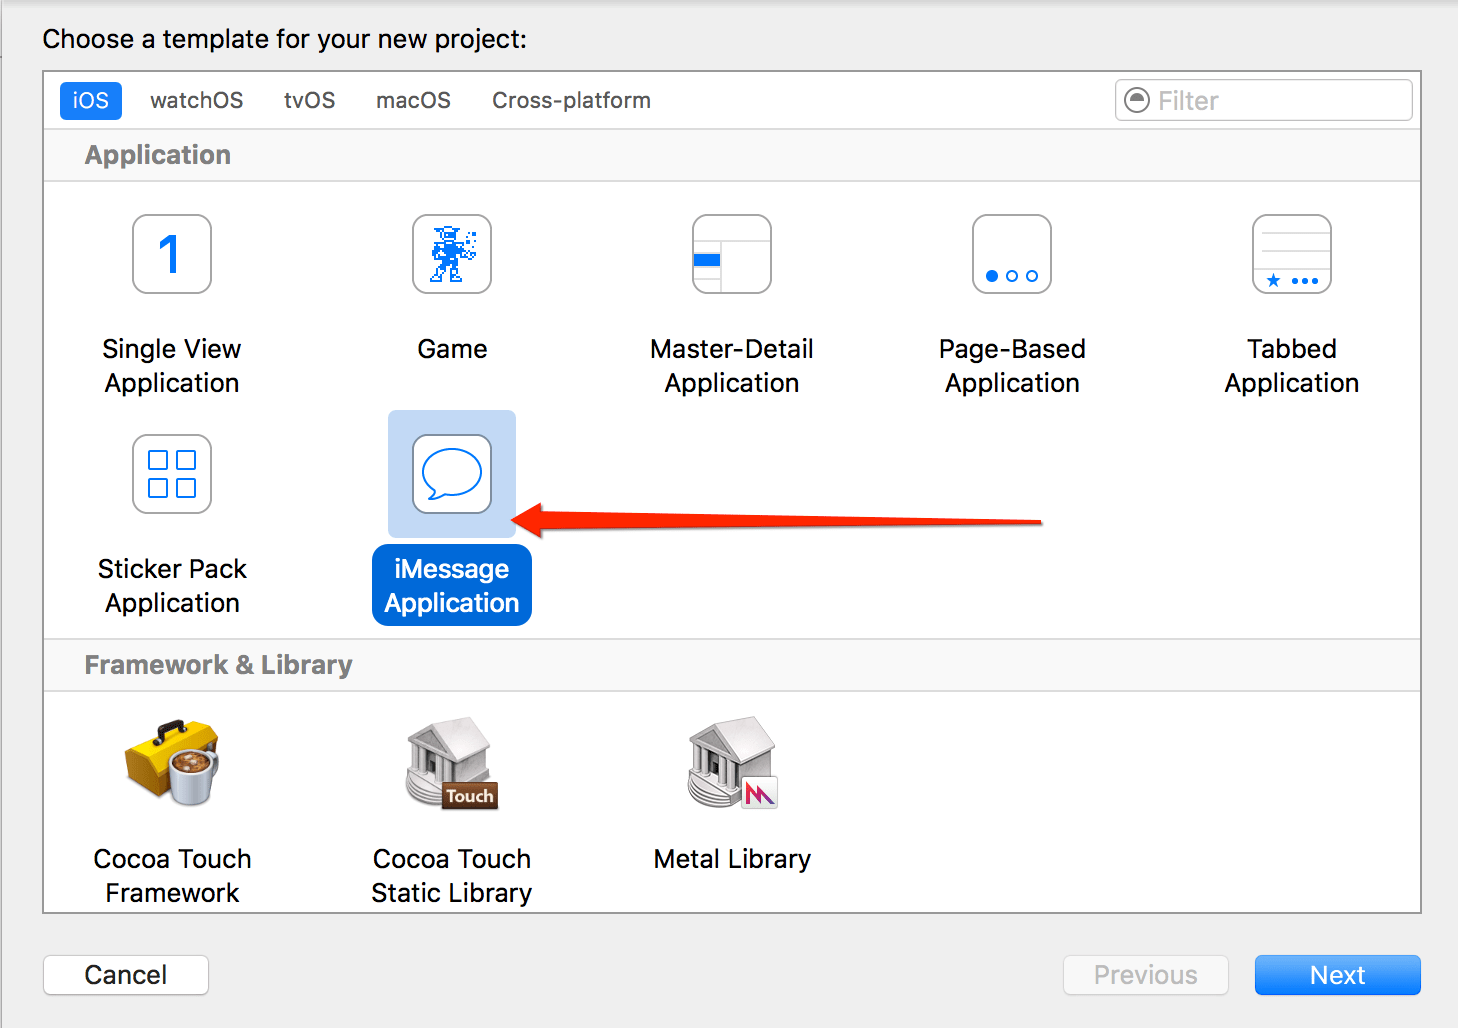 Choose a template for your new project:
iOS watchOS tvOS macOS Cross-platform Filter
Application
1
Single View Application
Game
Master-Detail Application
Page-Based Application
Tabbed Application
Sticker Pack Application
iMessage Application
Framework & Library
Touch
Cocoa Touch Framework
Cocoa Touch Static Library
Metal Library
Cancel Previous Next